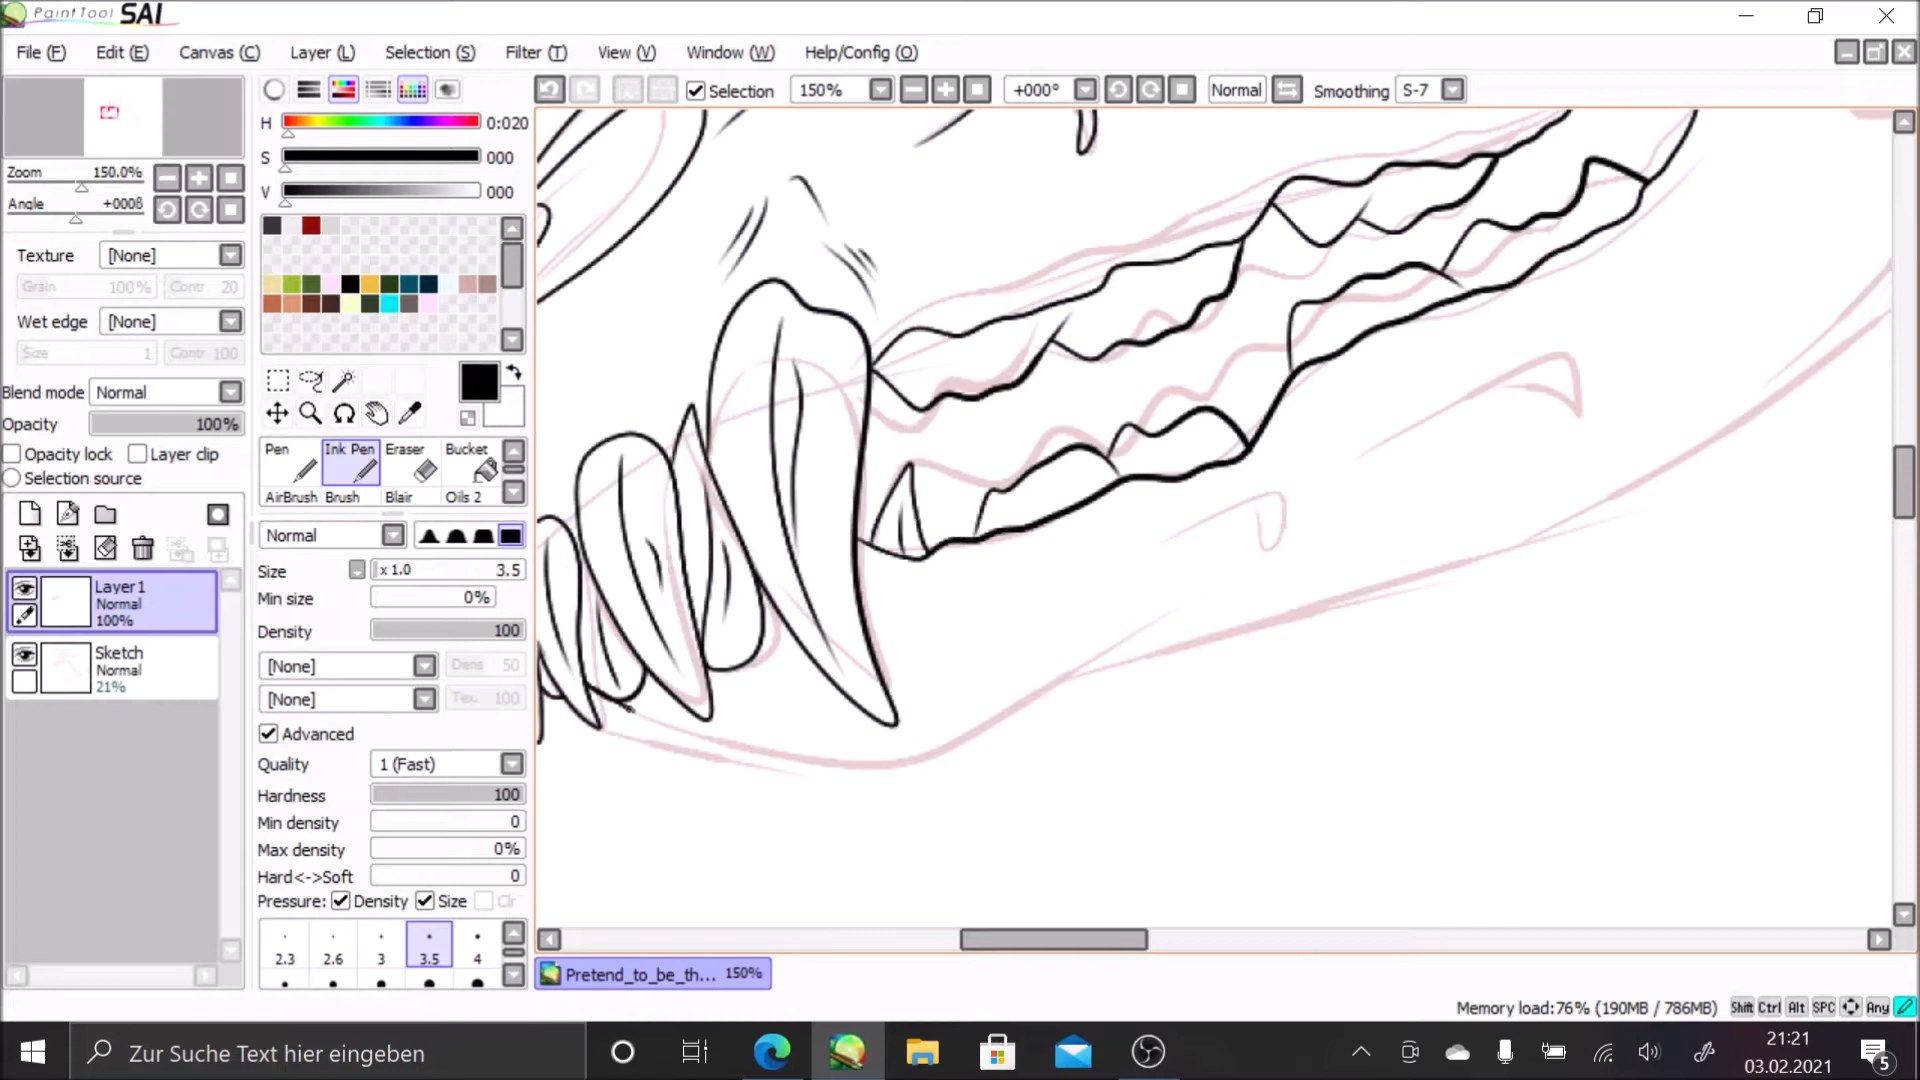 PaintTool SAI
File (F) Edit (E) Canvas (C) Layer (L) Selection (S) Filter (T) View (V) Window (W) Help/Config (O)
Selection 150% +000° Normal Smoothing S-7
H 0:020
S 000
V 000
Zoom 150.0%
Angle +000ß
Texture [None]
Grain 100% Contr 20
Wet edge [None]
Size 1 Contr 100
Blend mode Normal
Opacity 100%
Opacity lock Layer clip
Selection source
Layer1
Normal
100%
Sketch
Normal
21%
Pen Ink Pen Eraser Bucket
AirBrush Brush Blair Oils 2
Normal
Size x 1.0 3.5
Min size 0%
Density 100
[None] Dens 50
[None] Tex. 100
Advanced
Quality 1 (Fast)
Hardness 100
Min density 0
Max density 0%
Hard<->Soft 0
Pressure: Density Size Clr
2.3 2.6 3 3.5 4
Pretend_to_be_th... 150%
Memory load:76% (190MB / 786MB) Shift Ctrl Alt SPC Any
Zur Suche Text hier eingeben
21:21
03.02.2021
5